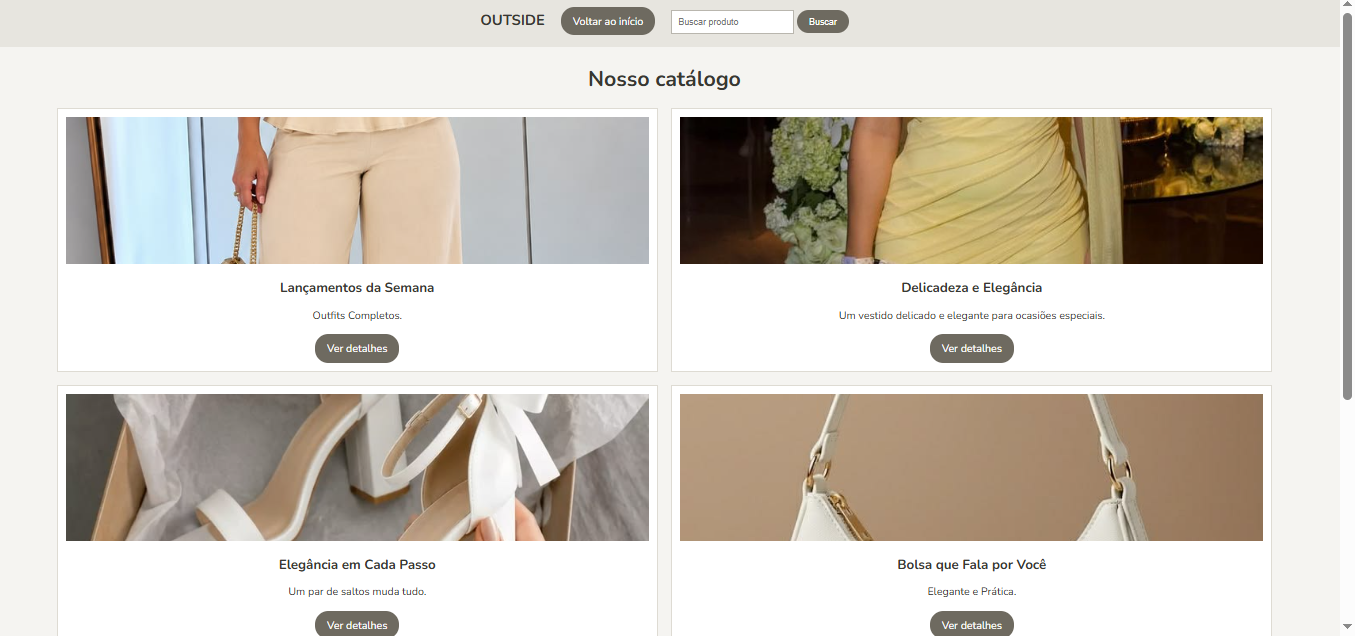 OUTSIDE Voltar ao início Buscar produto Buscar
Nosso catálogo
Lançamentos da Semana
Outfits Completos.
Ver detalhes
Delicadeza e Elegância
Um vestido delicado e elegante para ocasiões especiais.
Ver detalhes
Elegância em Cada Passo
Um par de saltos muda tudo.
Ver detalhes
Bolsa que Fala por Você
Elegante e Prática.
Ver detalhes